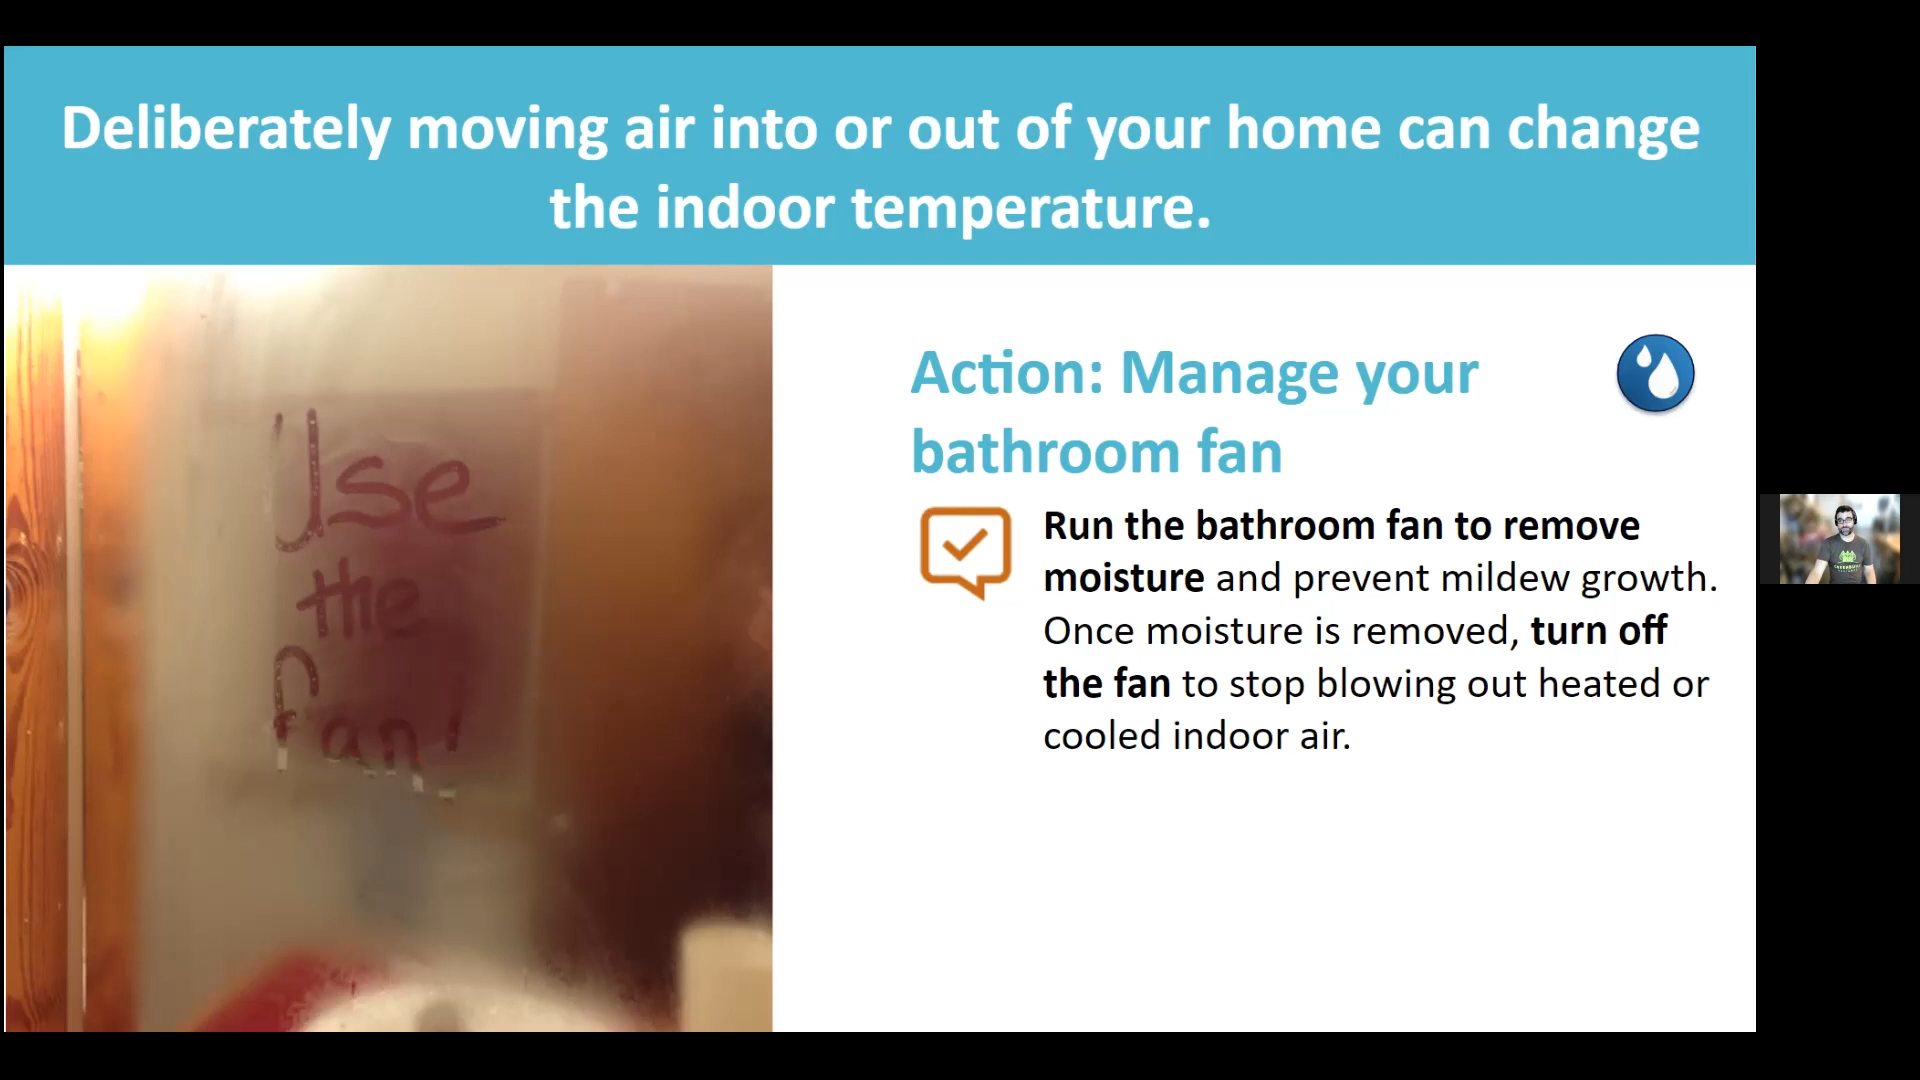 Deliberately moving air into or out of your home can change
the indoor temperature.
Use
the
fan!
Action: Manage your
bathroom fan
Run the bathroom fan to remove
moisture and prevent mildew growth.
Once moisture is removed, turn off
the fan to stop blowing out heated or
cooled indoor air.